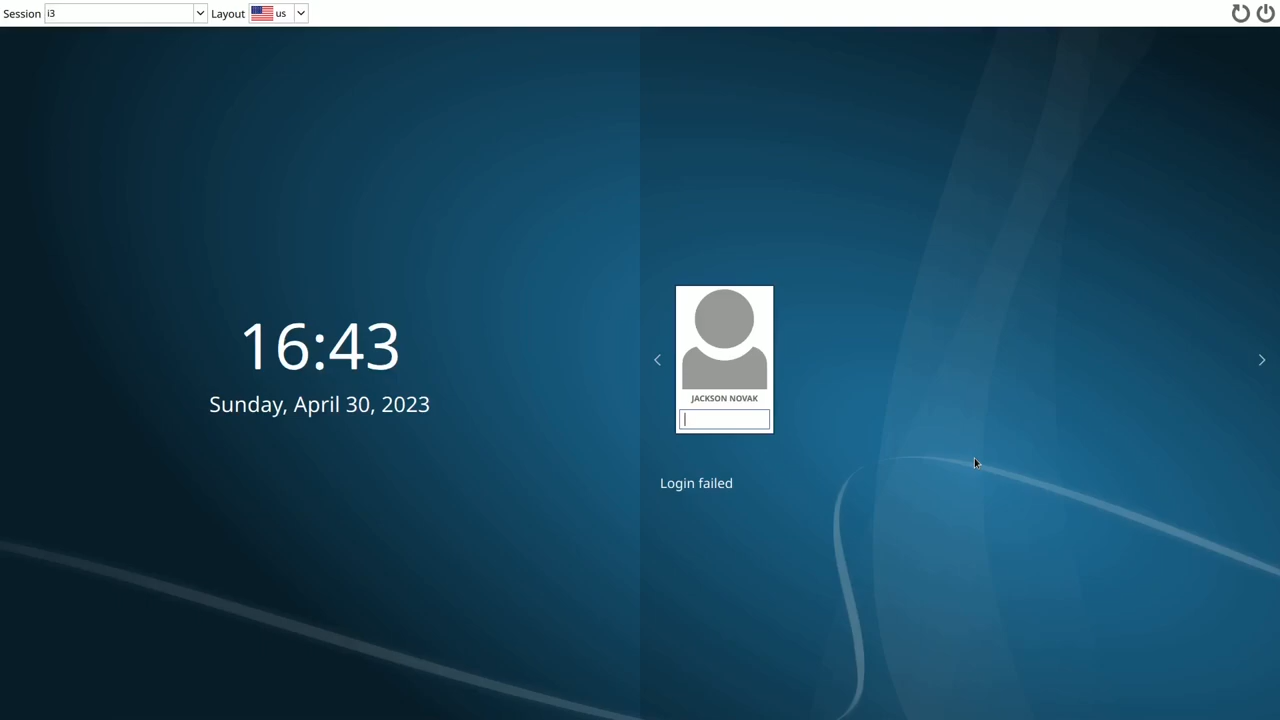 Session i3 Layout us
16:43
Sunday, April 30, 2023
JACKSON NOVAK
Login failed